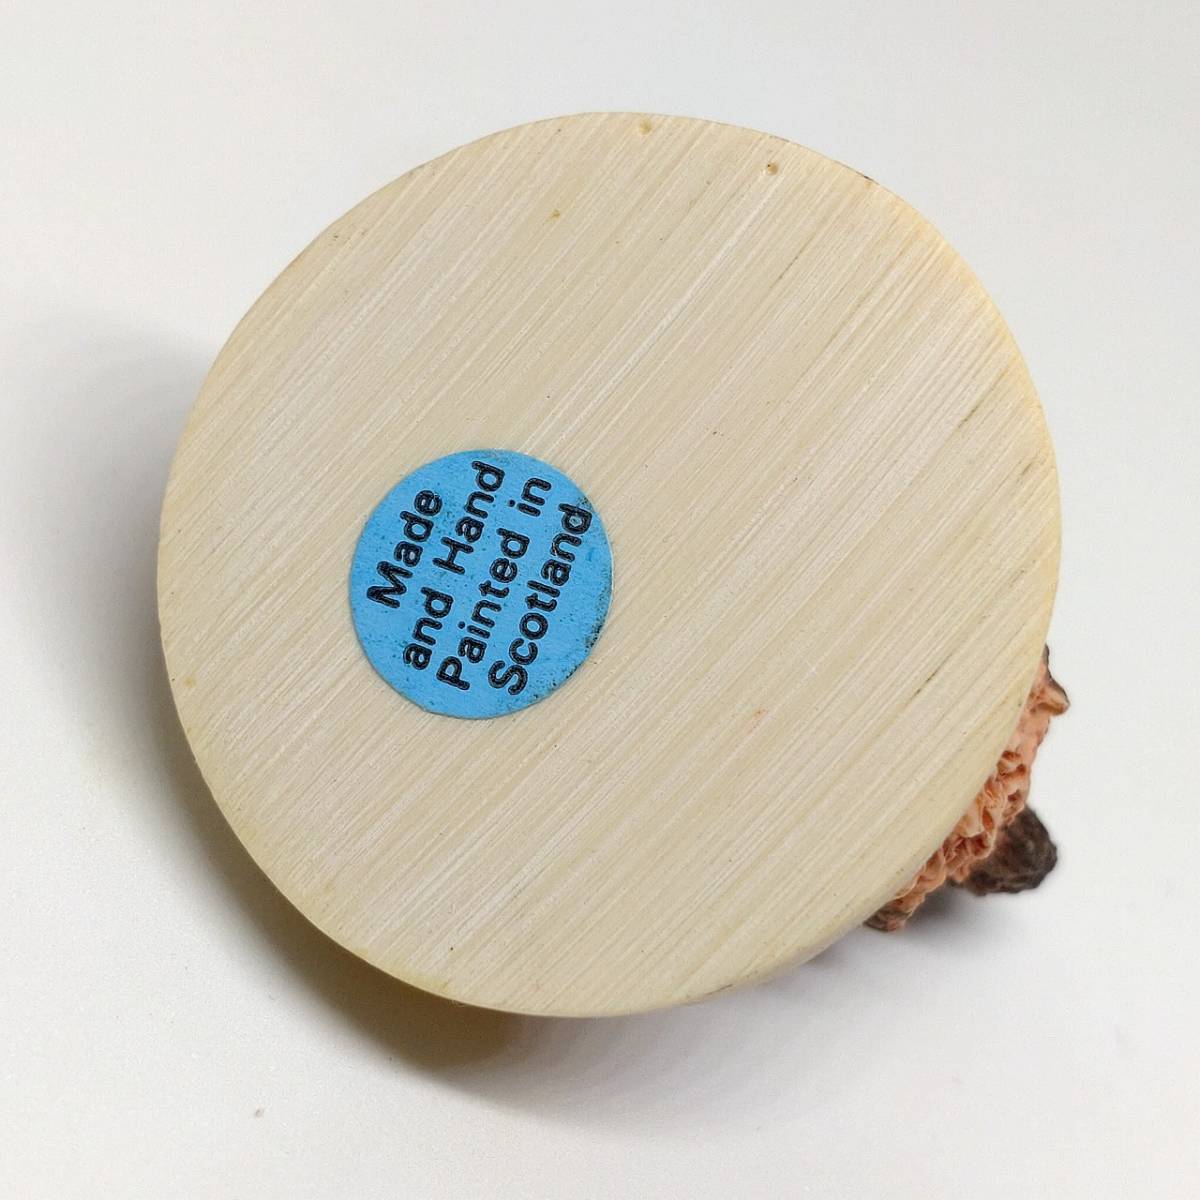 Made
and Hand
Painted in
Scotland